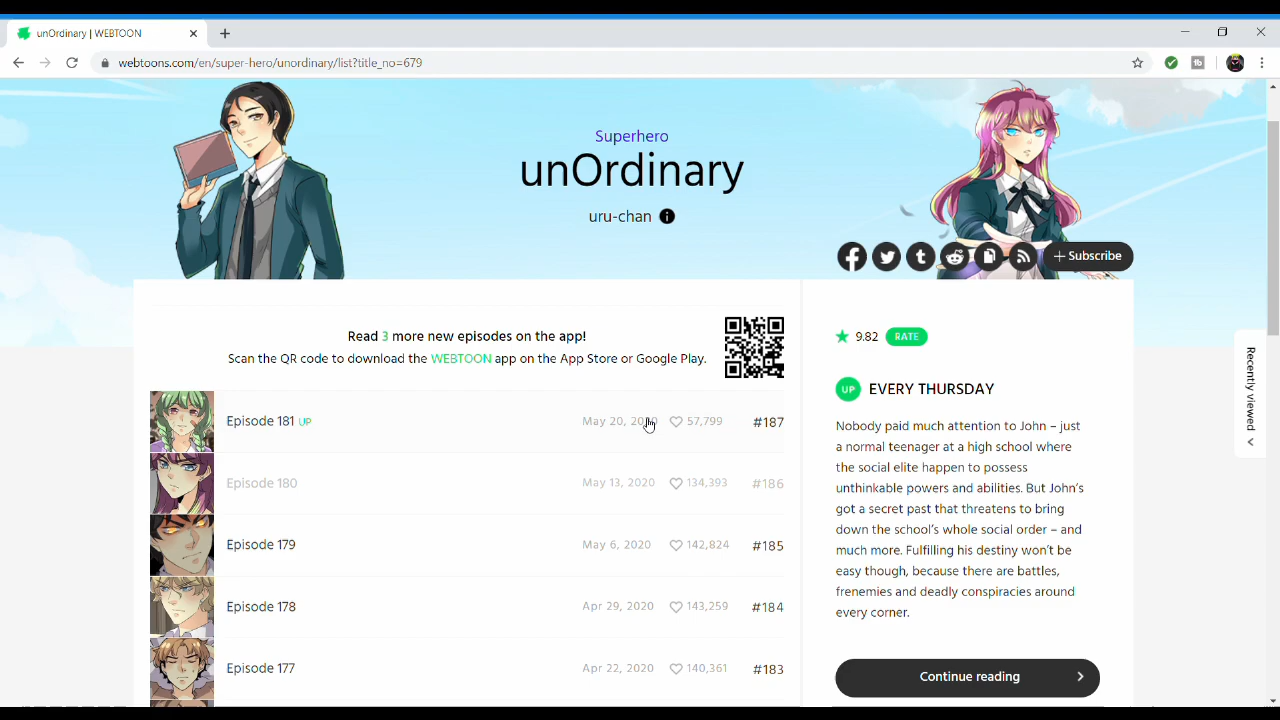 unOrdinary | WEBTOON
webtoons.com/en/super-hero/unordinary/list?title_no=679
Superhero
unOrdinary
uru-chan
+ Subscribe
Read 3 more new episodes on the app!
Scan the QR code to download the WEBTOON app on the App Store or Google Play.
Episode 181 UP May 20, 2020 57,799 #187
Episode 180 May 13, 2020 134,393 #186
Episode 179 May 6, 2020 142,824 #185
Episode 178 Apr 29, 2020 143,259 #184
Episode 177 Apr 22, 2020 140,361 #183
9.82 RATE
UP EVERY THURSDAY
Nobody paid much attention to John – just
a normal teenager at a high school where
the social elite happen to possess
unthinkable powers and abilities. But John's
got a secret past that threatens to bring
down the school's whole social order – and
much more. Fulfilling his destiny won't be
easy though, because there are battles,
frenemies and deadly conspiracies around
every corner.
Continue reading
Recently viewed